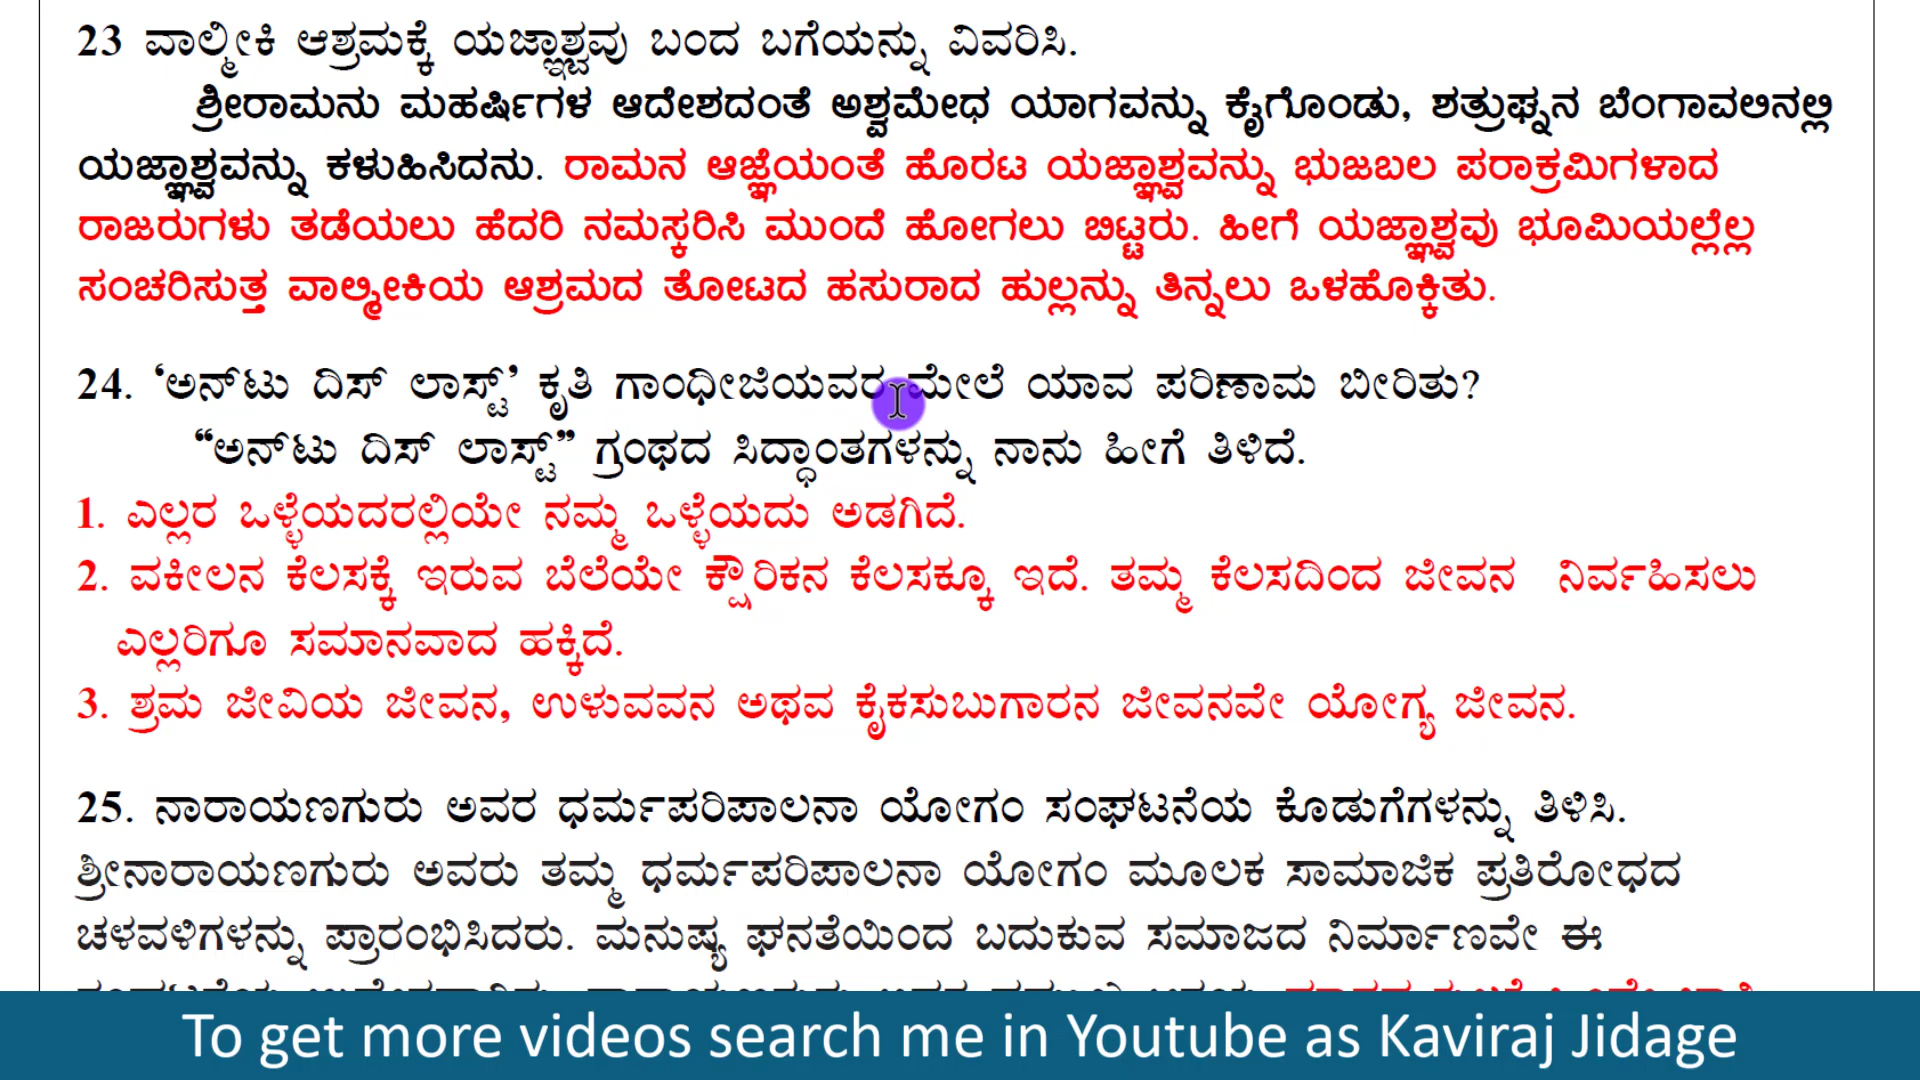 23 ವಾಲ್ಮೀಕಿ ಆಶ್ರಮಕ್ಕೆ ಯಜ್ಞಾಶ್ವವು ಬಂದ ಬಗೆಯನ್ನು ವಿವರಿಸಿ.
ಶ್ರೀರಾಮನು ಮಹರ್ಷಿಗಳ ಆದೇಶದಂತೆ ಅಶ್ವಮೇಧ ಯಾಗವನ್ನು ಕೈಗೊಂಡು, ಶತ್ರುಘ್ನನ ಬೆಂಗಾವಲಿನಲ್ಲಿ
ಯಜ್ಞಾಶ್ವವನ್ನು ಕಳುಹಿಸಿದನು. ರಾಮನ ಆಜ್ಞೆಯಂತೆ ಹೊರಟ ಯಜ್ಞಾಶ್ವವನ್ನು ಭುಜಬಲ ಪರಾಕ್ರಮಿಗಳಾದ
ರಾಜರುಗಳು ತಡೆಯಲು ಹೆದರಿ ನಮಸ್ಕರಿಸಿ ಮುಂದೆ ಹೋಗಲು ಬಿಟ್ಟರು. ಹೀಗೆ ಯಜ್ಞಾಶ್ವವು ಭೂಮಿಯಲ್ಲೆಲ್ಲ
ಸಂಚರಿಸುತ್ತ ವಾಲ್ಮೀಕಿಯ ಆಶ್ರಮದ ತೋಟದ ಹಸುರಾದ ಹುಲ್ಲನ್ನು ತಿನ್ನಲು ಒಳಹೊಕ್ಕಿತು.
24. ‘ಅನ್‌ಟು ದಿಸ್ ಲಾಸ್ಟ್’ ಕೃತಿ ಗಾಂಧೀಜಿಯವರ ಮೇಲೆ ಯಾವ ಪರಿಣಾಮ ಬೀರಿತು?
“ಅನ್‌ಟು ದಿಸ್ ಲಾಸ್ಟ್” ಗ್ರಂಥದ ಸಿದ್ಧಾಂತಗಳನ್ನು ನಾನು ಹೀಗೆ ತಿಳಿದೆ.
1. ಎಲ್ಲರ ಒಳ್ಳೆಯದರಲ್ಲಿಯೇ ನಮ್ಮ ಒಳ್ಳೆಯದು ಅಡಗಿದೆ.
2. ವಕೀಲನ ಕೆಲಸಕ್ಕೆ ಇರುವ ಬೆಲೆಯೇ ಕ್ಷೌರಿಕನ ಕೆಲಸಕ್ಕೂ ಇದೆ. ತಮ್ಮ ಕೆಲಸದಿಂದ ಜೀವನ ನಿರ್ವಹಿಸಲು
ಎಲ್ಲರಿಗೂ ಸಮಾನವಾದ ಹಕ್ಕಿದೆ.
3. ಶ್ರಮ ಜೀವಿಯ ಜೀವನ, ಉಳುವವನ ಅಥವ ಕೈಕಸುಬುಗಾರನ ಜೀವನವೇ ಯೋಗ್ಯ ಜೀವನ.
25. ನಾರಾಯಣಗುರು ಅವರ ಧರ್ಮಪರಿಪಾಲನಾ ಯೋಗಂ ಸಂಘಟನೆಯ ಕೊಡುಗೆಗಳನ್ನು ತಿಳಿಸಿ.
ಶ್ರೀನಾರಾಯಣಗುರು ಅವರು ತಮ್ಮ ಧರ್ಮಪರಿಪಾಲನಾ ಯೋಗಂ ಮೂಲಕ ಸಾಮಾಜಿಕ ಪ್ರತಿರೋಧದ
ಚಳವಳಿಗಳನ್ನು ಪ್ರಾರಂಭಿಸಿದರು. ಮನುಷ್ಯ ಘನತೆಯಿಂದ ಬದುಕುವ ಸಮಾಜದ ನಿರ್ಮಾಣವೇ ಈ
To get more videos search me in Youtube as Kaviraj Jidage